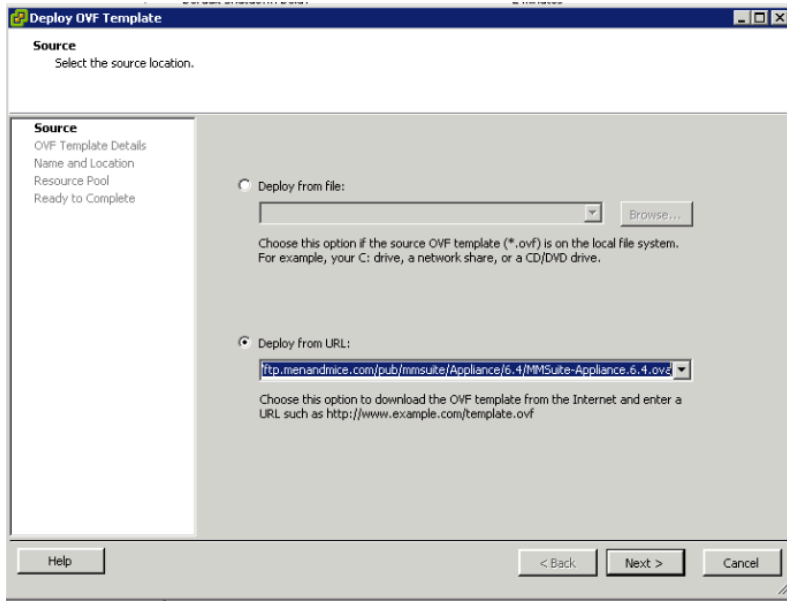 Deploy OVF Template
Source
Select the source location.
Source
OVF Template Details
Name and Location
Resource Pool
Ready to Complete
Deploy from file:
Browse...
Choose this option if the source OVF template (*.ovf) is on the local file system.
For example, your C: drive, a network share, or a CD/DVD drive.
Deploy from URL:
ftp.menandmice.com/pub/mmsuite/Appliance/6.4/MMSuite-Appliance.6.4.ova
Choose this option to download the OVF template from the Internet and enter a
URL such as http://www.example.com/template.ovf
Help
< Back
Next >
Cancel